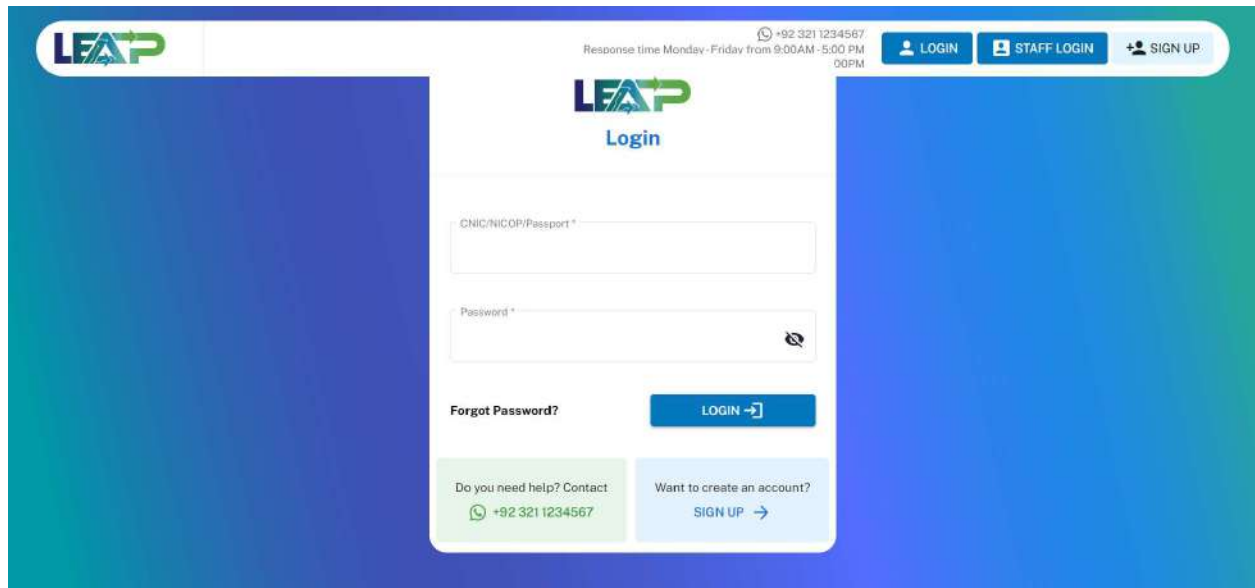 LEAP
+92 321 1234567
Response time Monday-Friday from 9:00AM-5:00 PM
00PM
LOGIN
STAFF LOGIN
SIGN UP
LEAP
Login
CNIC/NICOP/Passport *
Password *
Forgot Password?
LOGIN
Do you need help? Contact
+92 321 1234567
Want to create an account?
SIGN UP